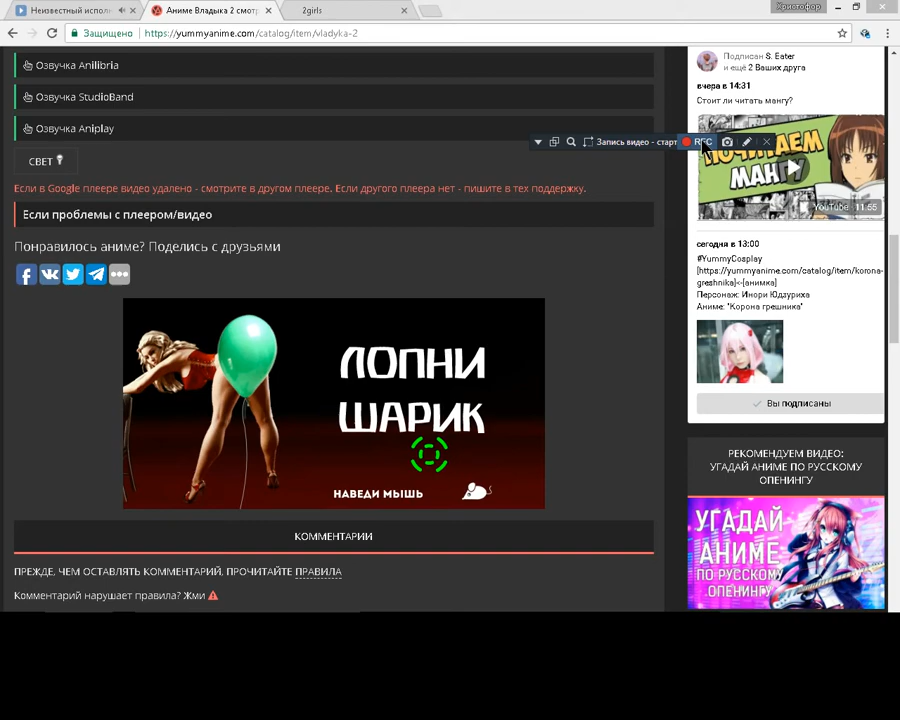 Неизвестный испол
Аниме Владыка 2 смот
2girls
Христофор
Защищено
https://yummyanime.com/catalog/item/vladyka-2
Озвучка Anilibria
Озвучка StudioBand
Озвучка Aniplay
СВЕТ
Если в Google плеере видео удалено - смотрите в другом плеере. Если другого плеера нет - пишите в тех поддержку.
Если проблемы с плеером/видео
Понравилось аниме? Поделись с друзьями
ЛОПНИ
ШАРИК
НАВЕДИ МЫШЬ
КОММЕНТАРИИ
ПРЕЖДЕ, ЧЕМ ОСТАВЛЯТЬ КОММЕНТАРИЙ, ПРОЧИТАЙТЕ ПРАВИЛА
Комментарий нарушает правила? Жми
Подписан S. Eater
и ещё 2 Ваших друга
вчера в 14:31
Стоит ли читать мангу?
Запись видео - старт
REC
ПОЧИТАЕМ
МАН
YouTube 11:55
сегодня в 13:00
#YummyCosplay
[https://yummyanime.com/catalog/item/korona-
greshnika]<-[анимка]
Персонаж: Инори Юдзуриха
Аниме: "Корона грешника"
Вы подписаны
РЕКОМЕНДУЕМ ВИДЕО:
УГАДАЙ АНИМЕ ПО РУССКОМУ
ОПЕНИНГУ
УГАДАЙ
АНИМЕ
ПО РУССКОМУ
ОПЕНИНГУ